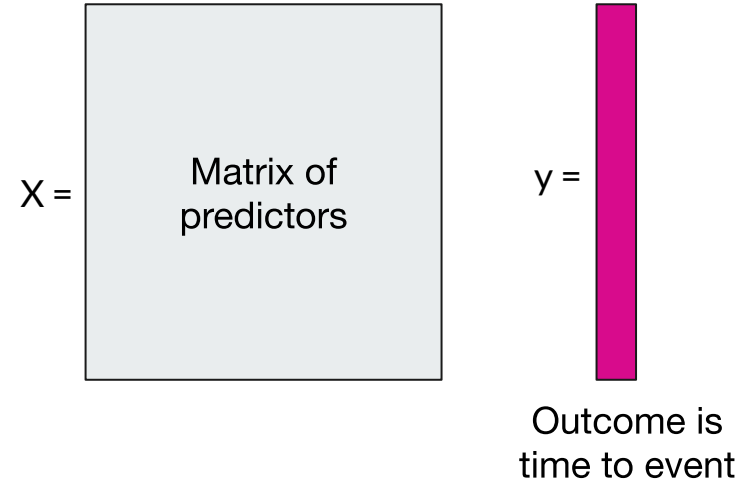 X =
Matrix of
predictors
y =
Outcome is
time to event